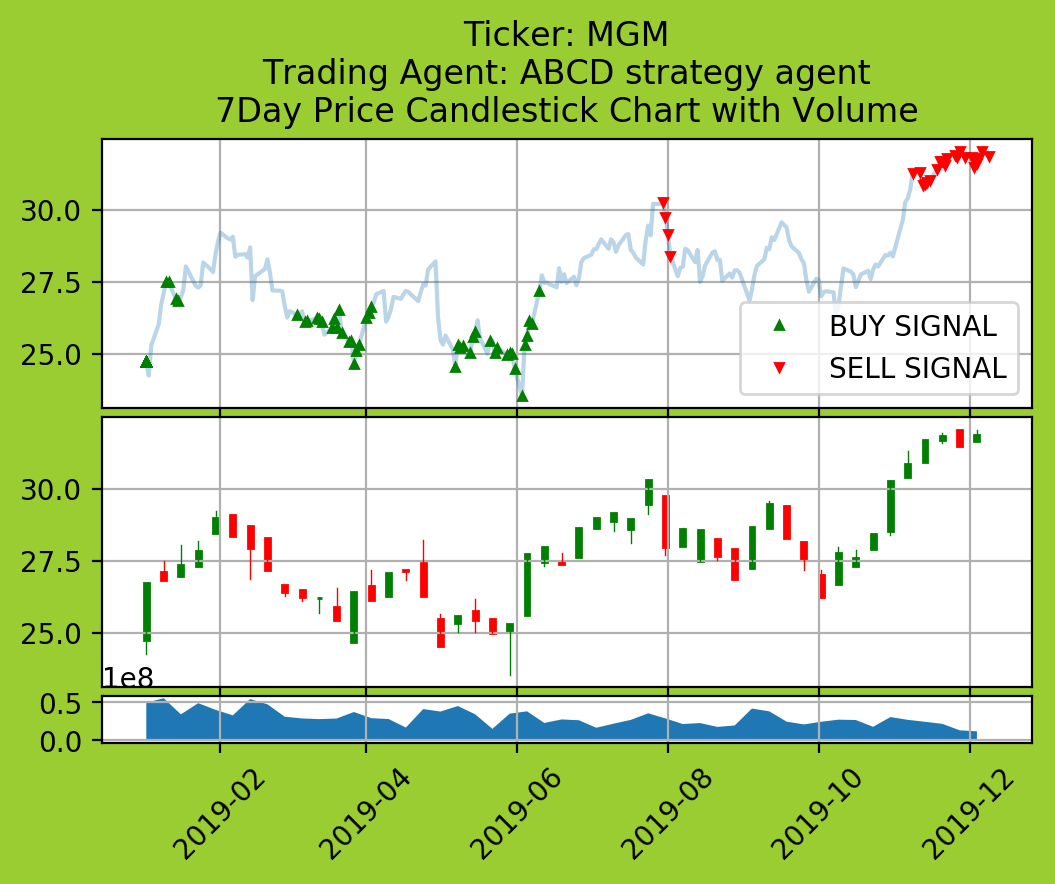 Ticker: MGM
Trading Agent: ABCD strategy agent
7Day Price Candlestick Chart with Volume
30.0
27.5
25.0
BUY SIGNAL
SELL SIGNAL
30.0
27.5
25.0
1e8
0.5
0.0
2019-02
2019-04
2019-06
2019-08
2019-10
2019-12